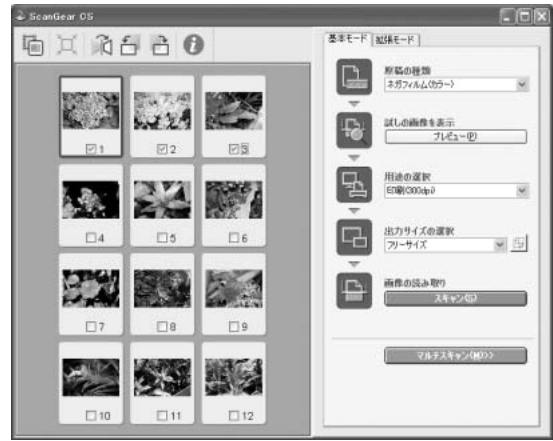 ScanGear CS
基本モード 拡張モード
原稿の種類
ネガフィルム(カラー)
試しの画像を表示
プレビュー(P)
用途の選択
印刷(300dpi)
出力サイズの選択
フリーサイズ
画像の読み取り
スキャン(S)
マルチスキャン(M)>>
1 2 3
4 5 6
7 8 9
10 11 12